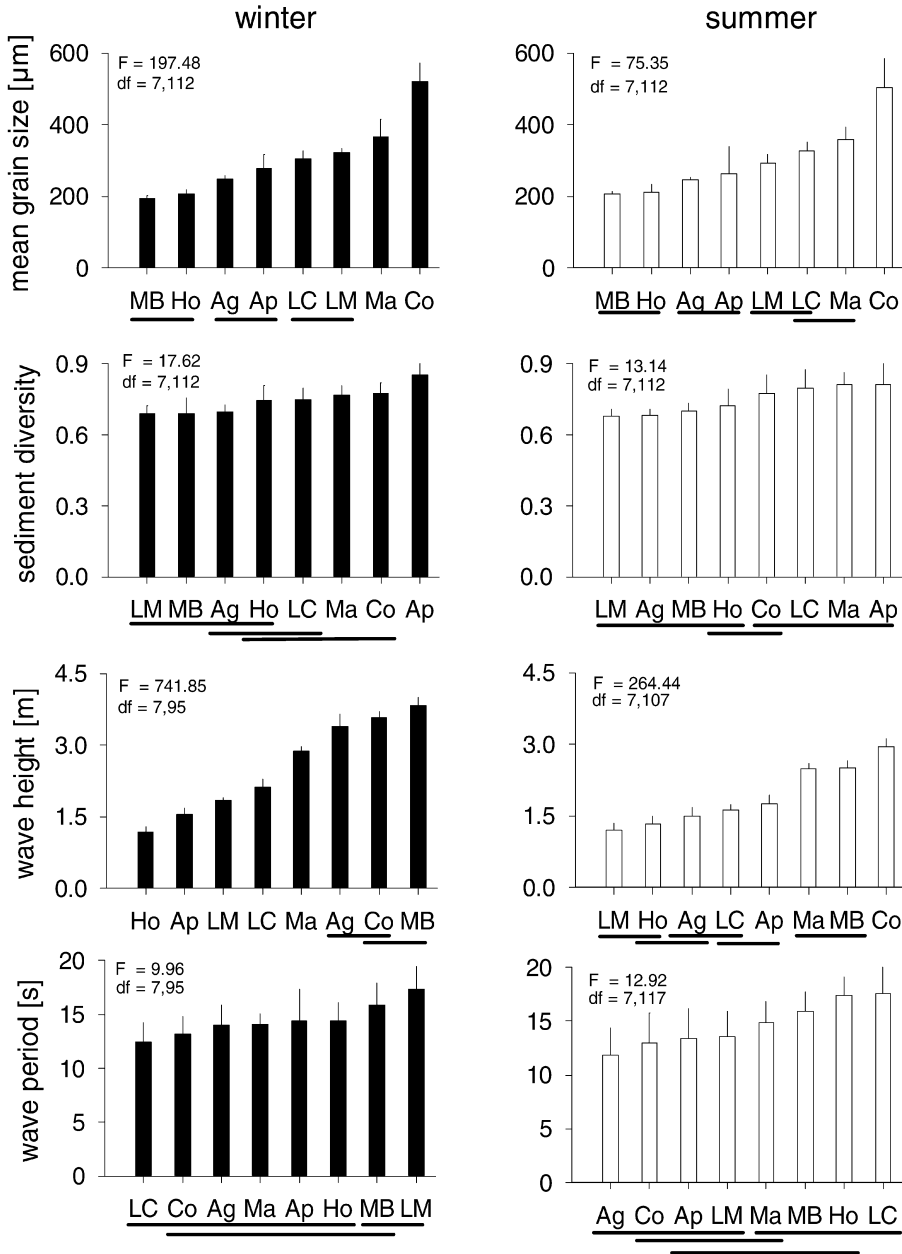 winter
summer
mean grain size [µm]
600
400
200
0
F = 197.48
df = 7,112
MB Ho Ag Ap LC LM Ma Co
600
400
200
0
F = 75.35
df = 7,112
MB Ho Ag Ap LM LC Ma Co
sediment diversity
0.9
0.6
0.3
0.0
F = 17.62
df = 7,112
LM MB Ag Ho LC Ma Co Ap
0.9
0.6
0.3
0.0
F = 13.14
df = 7,112
LM Ag MB Ho Co LC Ma Ap
wave height [m]
4.5
3.0
1.5
0.0
F = 741.85
df = 7,95
Ho Ap LM LC Ma Ag Co MB
4.5
3.0
1.5
0.0
F = 264.44
df = 7,107
LM Ho Ag LC Ap Ma MB Co
wave period [s]
20
15
10
5
0
F = 9.96
df = 7,95
LC Co Ag Ma Ap Ho MB LM
20
15
10
5
0
F = 12.92
df = 7,117
Ag Co Ap LM Ma MB Ho LC